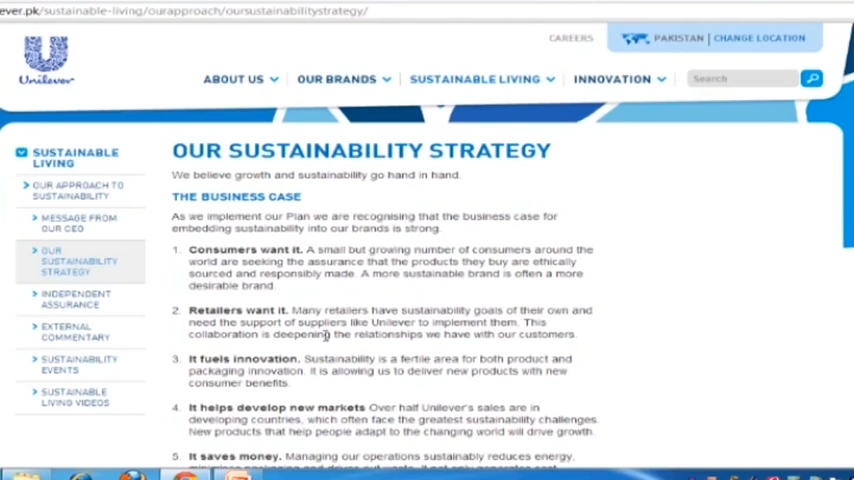 ever.pk/sustainable-living/ourapproach/oursustainabilitystrategy/
CAREERS
PAKISTAN | CHANGE LOCATION
Unilever
ABOUT US
OUR BRANDS
SUSTAINABLE LIVING
INNOVATION
Search
SUSTAINABLE
LIVING
OUR APPROACH TO
SUSTAINABILITY
MESSAGE FROM
OUR CEO
OUR
SUSTAINABILITY
STRATEGY
INDEPENDENT
ASSURANCE
EXTERNAL
COMMENTARY
SUSTAINABILITY
EVENTS
SUSTAINABLE
LIVING VIDEOS
OUR SUSTAINABILITY STRATEGY
We believe growth and sustainability go hand in hand.
THE BUSINESS CASE
As we implement our Plan we are recognising that the business case for
embedding sustainability into our brands is strong.
1. Consumers want it. A small but growing number of consumers around the
world are seeking the assurance that the products they buy are ethically
sourced and responsibly made. A more sustainable brand is often a more
desirable brand.
2. Retailers want it. Many retailers have sustainability goals of their own and
need the support of suppliers like Unilever to implement them. This
collaboration is deepening the relationships we have with our customers.
3. It fuels innovation. Sustainability is a fertile area for both product and
packaging innovation. It is allowing us to deliver new products with new
consumer benefits.
4. It helps develop new markets Over half Unilever's sales are in
developing countries, which often face the greatest sustainability challenges.
New products that help people adapt to the changing world will drive growth.
5. It saves money. Managing our operations sustainably reduces energy,